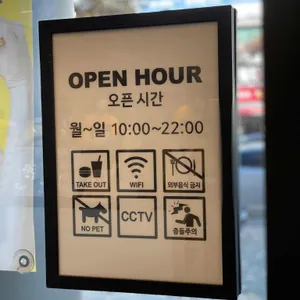 OPEN HOUR
오픈 시간
월~일 10:00~22:00
TAKE OUT
WIFI
외부음식 금지
NO PET
CCTV
충돌주의